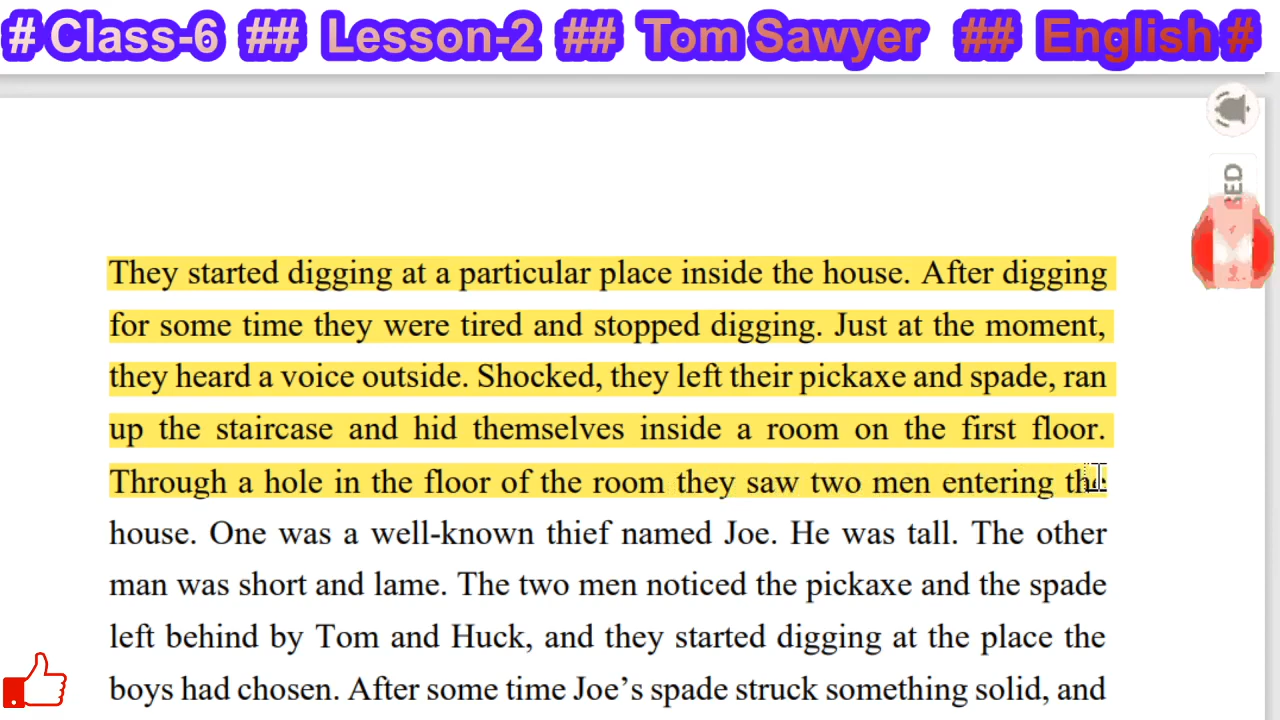 # Class-6 ## Lesson-2 ## Tom Sawyer ## English #
They started digging at a particular place inside the house. After digging
for some time they were tired and stopped digging. Just at the moment,
they heard a voice outside. Shocked, they left their pickaxe and spade, ran
up the staircase and hid themselves inside a room on the first floor.
Through a hole in the floor of the room they saw two men entering the
house. One was a well-known thief named Joe. He was tall. The other
man was short and lame. The two men noticed the pickaxe and the spade
left behind by Tom and Huck, and they started digging at the place the
boys had chosen. After some time Joe’s spade struck something solid, and